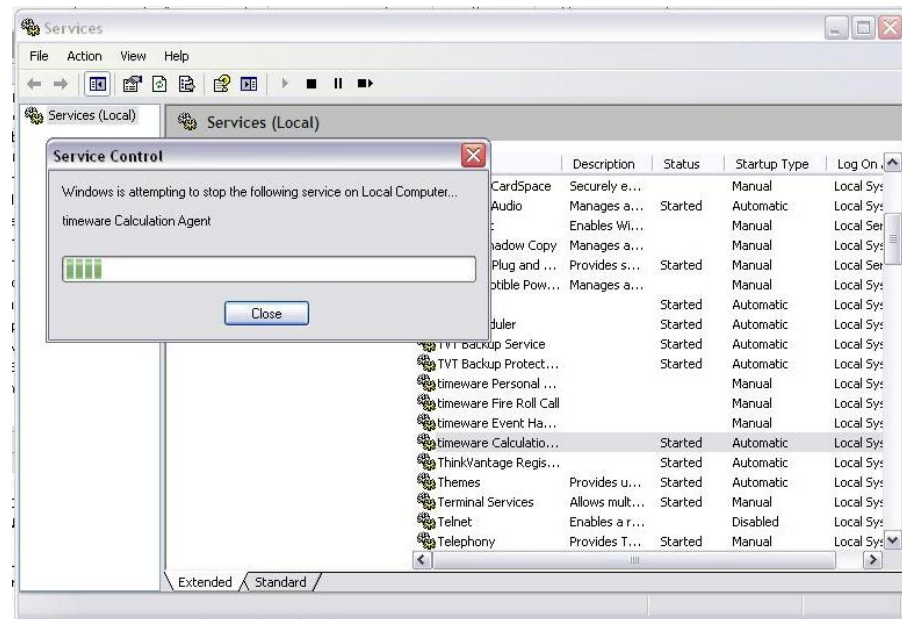 Services
File Action View Help
Services (Local)
Services (Local)
Service Control
Windows is attempting to stop the following service on Local Computer...
timeware Calculation Agent
Close
Description Status Startup Type Log On
CardSpace Securely e... Manual Local Sys
Audio Manages a... Started Automatic Local Sys
Enables Wi... Manual Local Ser
hadow Copy Manages a... Manual Local Sys
Plug and ... Provides s... Started Manual Local Ser
ptible Pow... Manages a... Manual Local Sys
Started Automatic Local Sys
duler Started Automatic Local Sys
TVT Backup Service Started Automatic Local Sys
TVT Backup Protect... Started Automatic Local Sys
timeware Personal ... Manual Local Sys
timeware Fire Roll Call Manual Local Sys
timeware Event Ha... Manual Local Sys
timeware Calculatio... Started Automatic Local Sys
ThinkVantage Regis... Started Automatic Local Sys
Themes Provides u... Started Automatic Local Sys
Terminal Services Allows mult... Started Manual Local Sys
Telnet Enables a r... Disabled Local Sys
Telephony Provides T... Started Manual Local Sys
Extended Standard